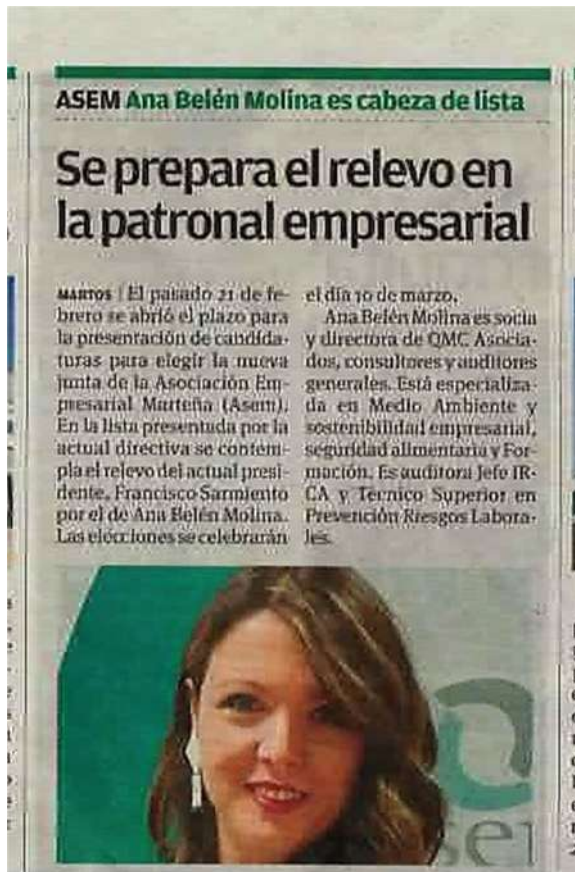 ASEM Ana Belén Molina es cabeza de lista
Se prepara el relevo en
la patronal empresarial
MARTOS | El pasado 21 de fe-
brero se abrió el plazo para
la presentación de candida-
turas para elegir la nueva
junta de la Asociación Em-
presarial Marteña (Asem).
En la lista presentada por la
actual directiva se contem-
pla el relevo del actual presi-
dente, Francisco Sarmiento
por el de Ana Belén Molina.
Las elecciones se celebrarán
el día 10 de marzo.
Ana Belén Molina es socia
y directora de QMC Asocia-
dos, consultores y auditores
generales. Está especializa-
da en Medio Ambiente y
sostenibilidad empresarial,
seguridad alimentaria y For-
mación. Es auditora Jefe IR-
CA y Técnico Superior en
Prevención Riesgos Labora-
les.